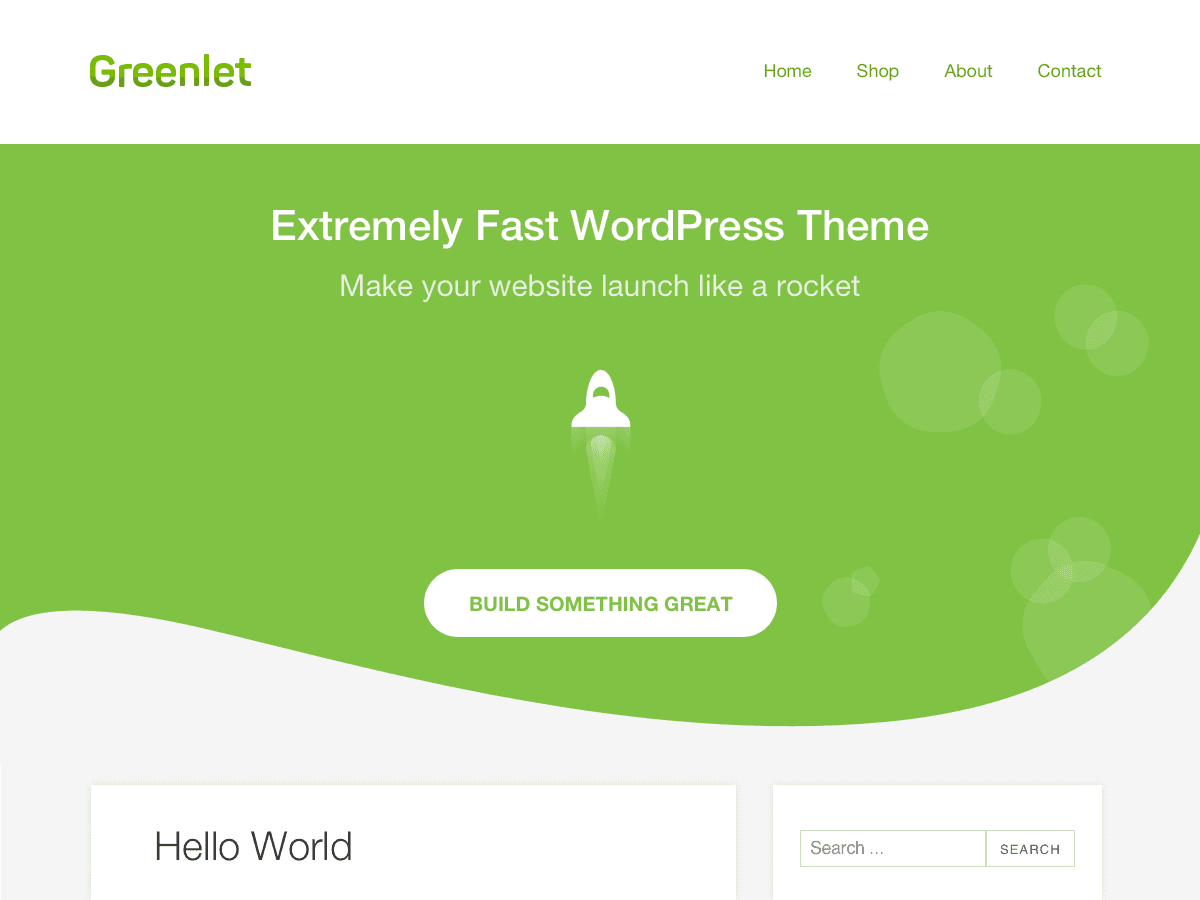 Greenlet
Home Shop About Contact
Extremely Fast WordPress Theme
Make your website launch like a rocket
BUILD SOMETHING GREAT
Hello World
Search ...
SEARCH